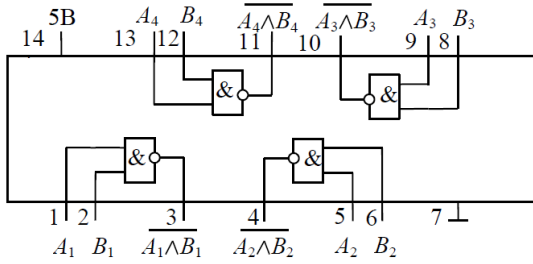 5В A₄ B₄ A₄∧B₄ A₃∧B₃ A₃ B₃
14 13 12 11 10 9 8
& &
& &
1 2 3 4 5 6 7
A₁ B₁ A₁∧B₁ A₂∧B₂ A₂ B₂